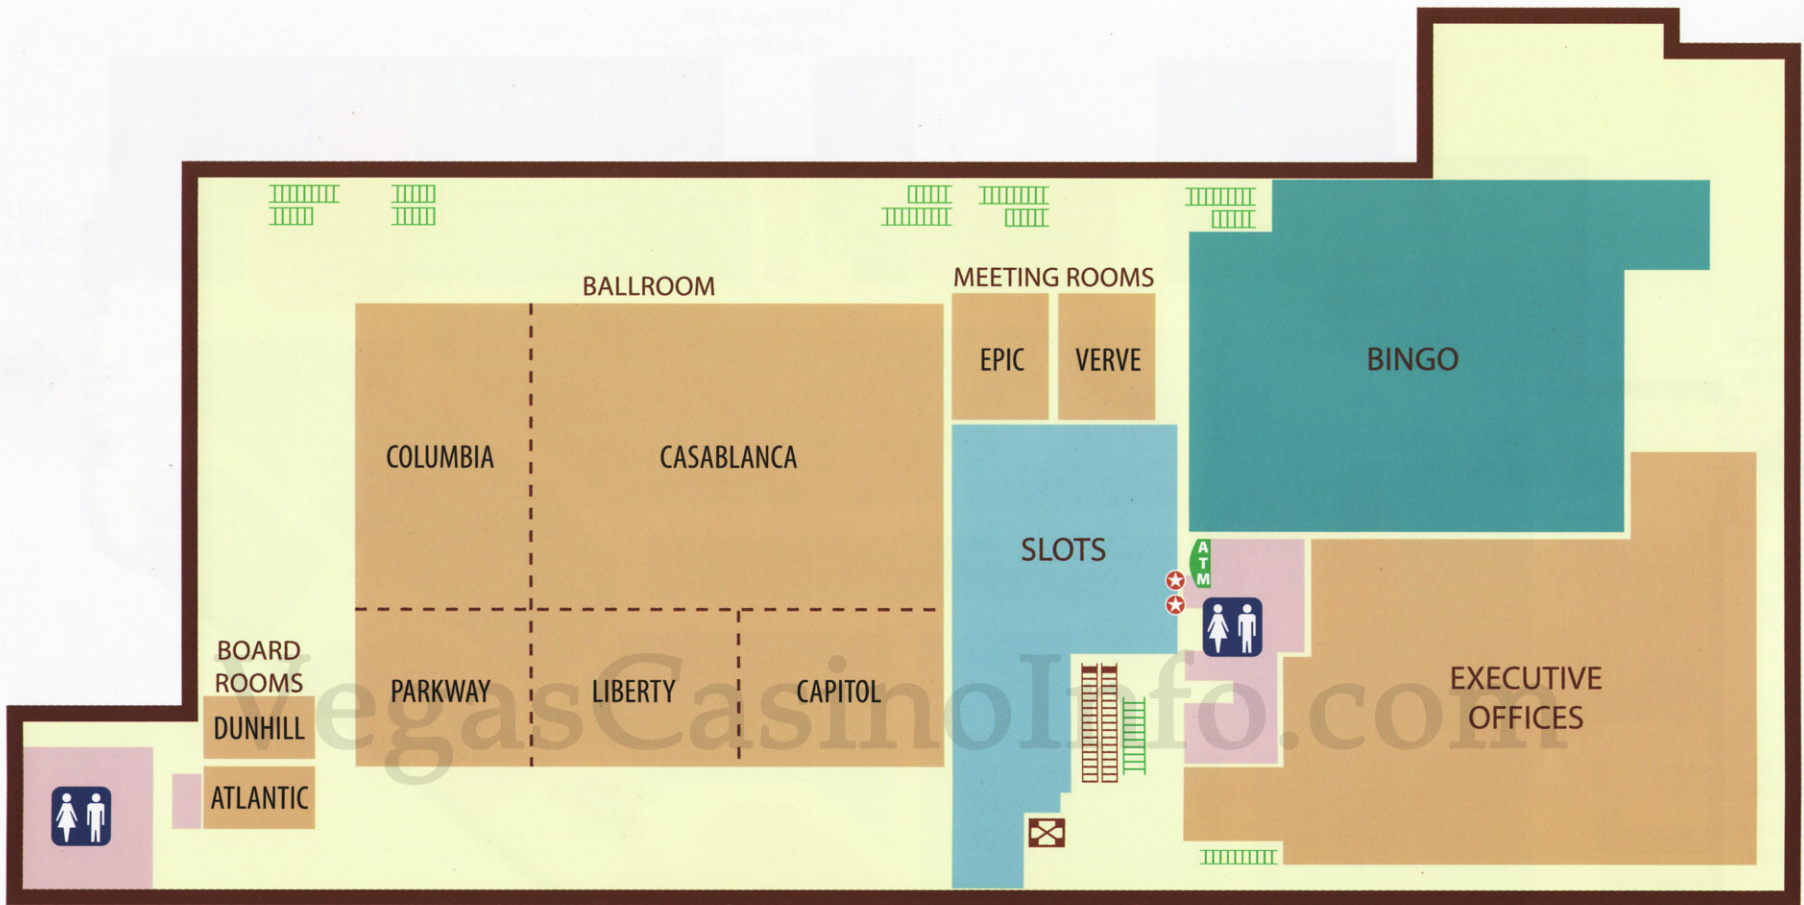 BALLROOM
MEETING ROOMS
EPIC
VERVE
BINGO
COLUMBIA
CASABLANCA
SLOTS
ATM
BOARD
ROOMS
DUNHILL
ATLANTIC
PARKWAY
LIBERTY
CAPITOL
EXECUTIVE
OFFICES
VegasCasinoInfo.com